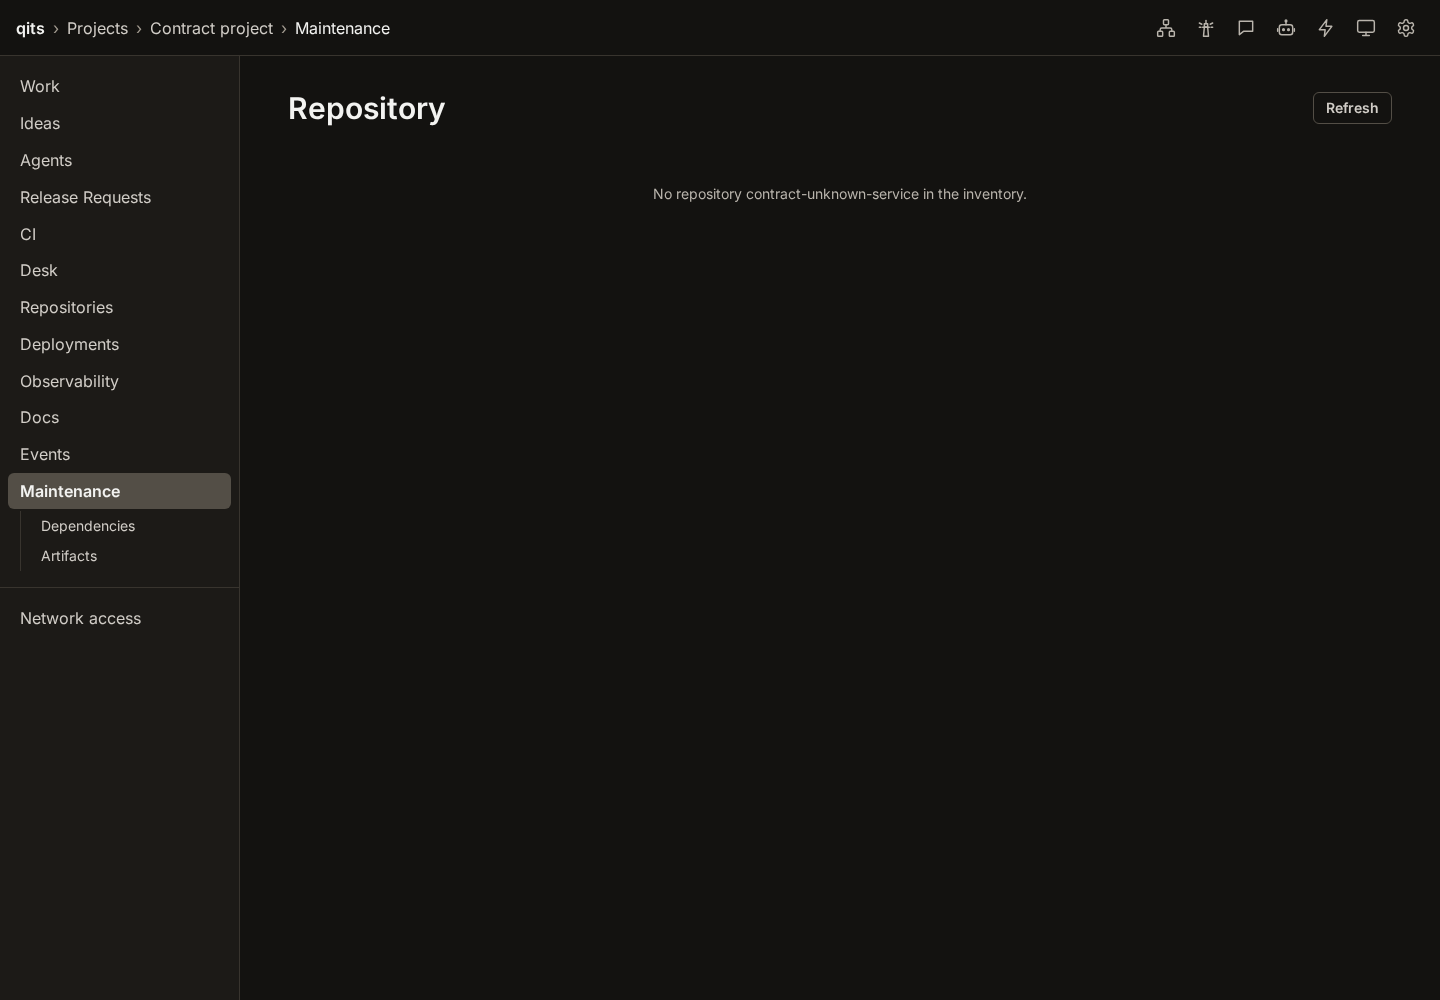 qits › Projects › Contract project › Maintenance
Work
Ideas
Agents
Release Requests
CI
Desk
Repositories
Deployments
Observability
Docs
Events
Maintenance
Dependencies
Artifacts
Network access
Repository
Refresh
No repository contract-unknown-service in the inventory.